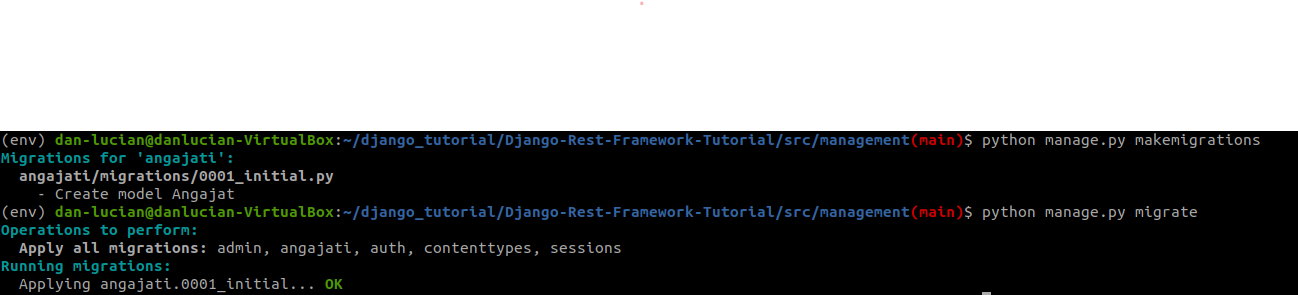 (env) dan-lucian@danlucian-VirtualBox:~/django_tutorial/Django-Rest-Framework-Tutorial/src/management(main)$ python manage.py makemigrations
Migrations for 'angajati':
  angajati/migrations/0001_initial.py
    - Create model Angajat
(env) dan-lucian@danlucian-VirtualBox:~/django_tutorial/Django-Rest-Framework-Tutorial/src/management(main)$ python manage.py migrate
Operations to perform:
  Apply all migrations: admin, angajati, auth, contenttypes, sessions
Running migrations:
  Applying angajati.0001_initial... OK